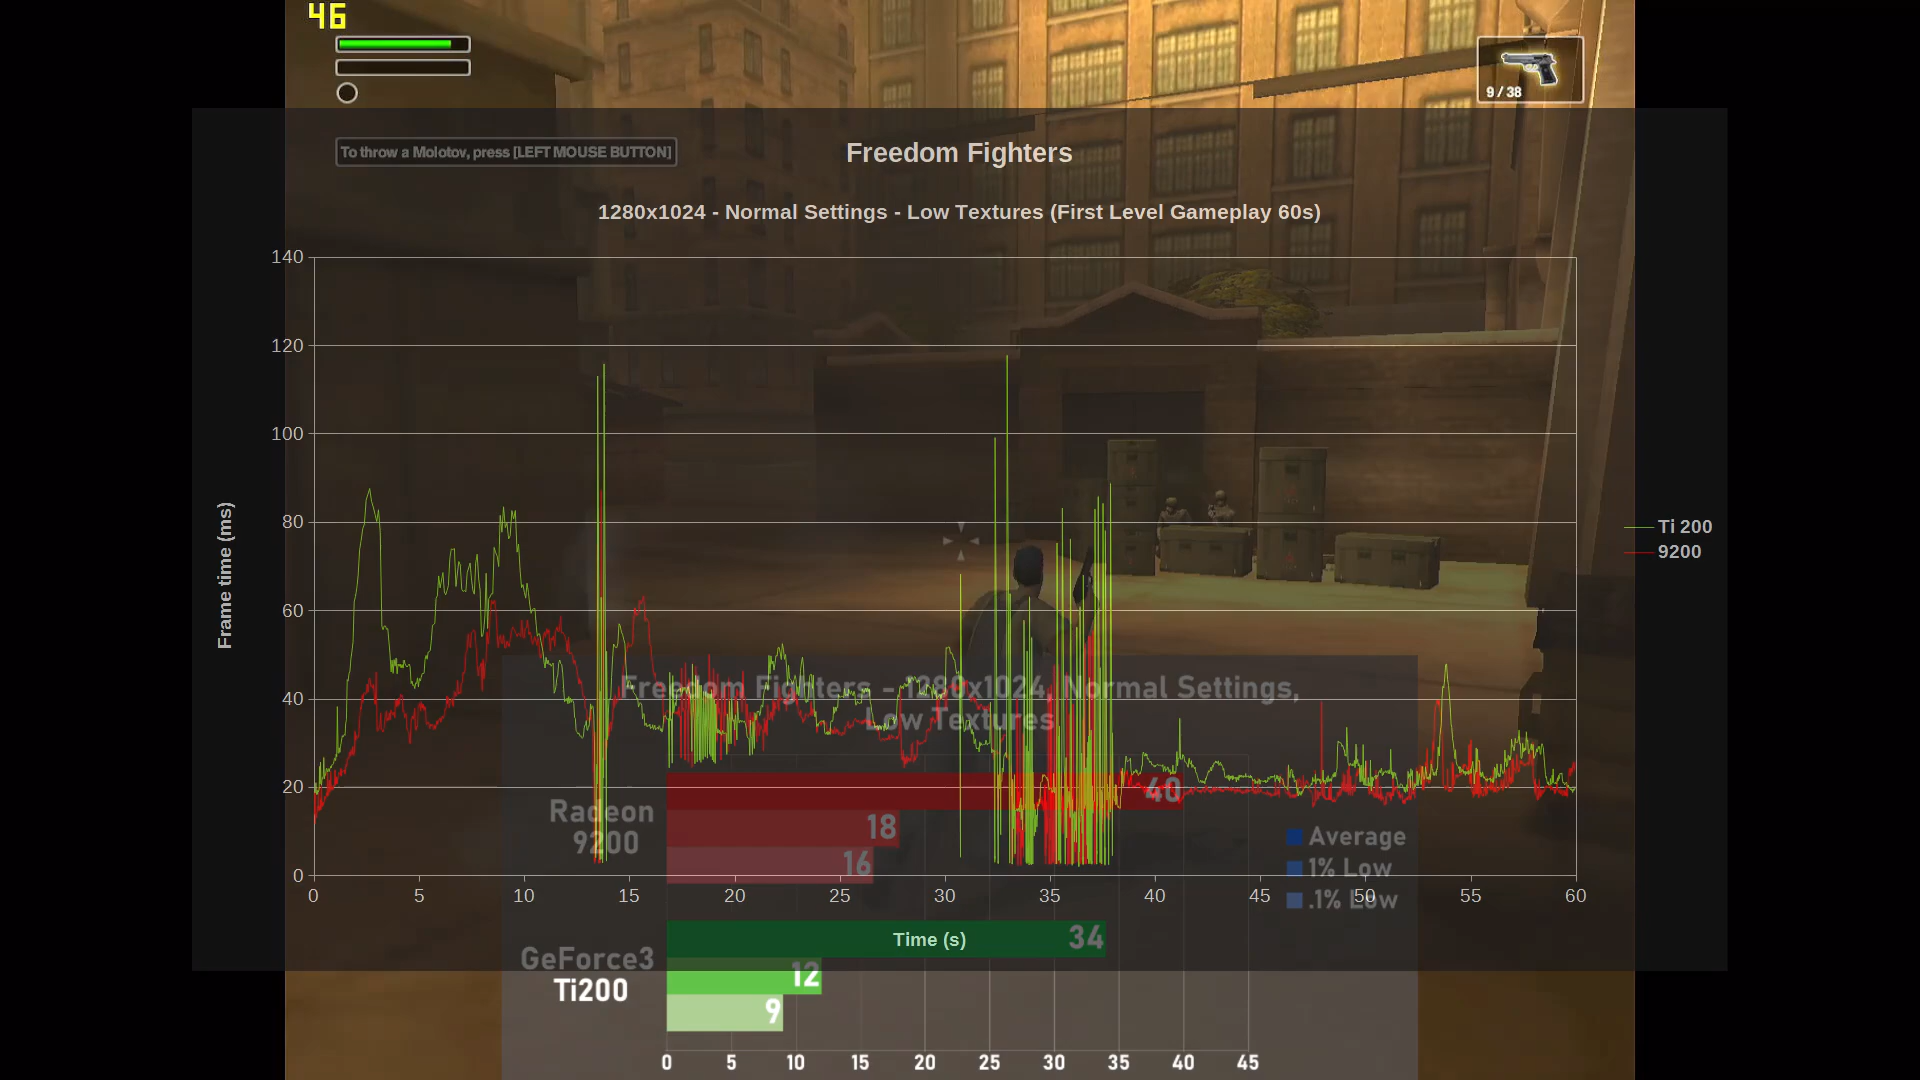 46
9 / 38
To throw a Molotov, press [LEFT MOUSE BUTTON]
Freedom Fighters
1280x1024 - Normal Settings - Low Textures (First Level Gameplay 60s)
140
120
100
80
60
40
20
0
Frame time (ms)
Ti 200
9200
0 5 10 15 20 25 30 35 40 45 50 55 60
Time (s)
Freedom Fighters – 1280x1024, Normal Settings,
Low Textures
Radeon
9200
40
18
16
Average
1% Low
.1% Low
GeForce3
Ti200
34
12
9
0 5 10 15 20 25 30 35 40 45